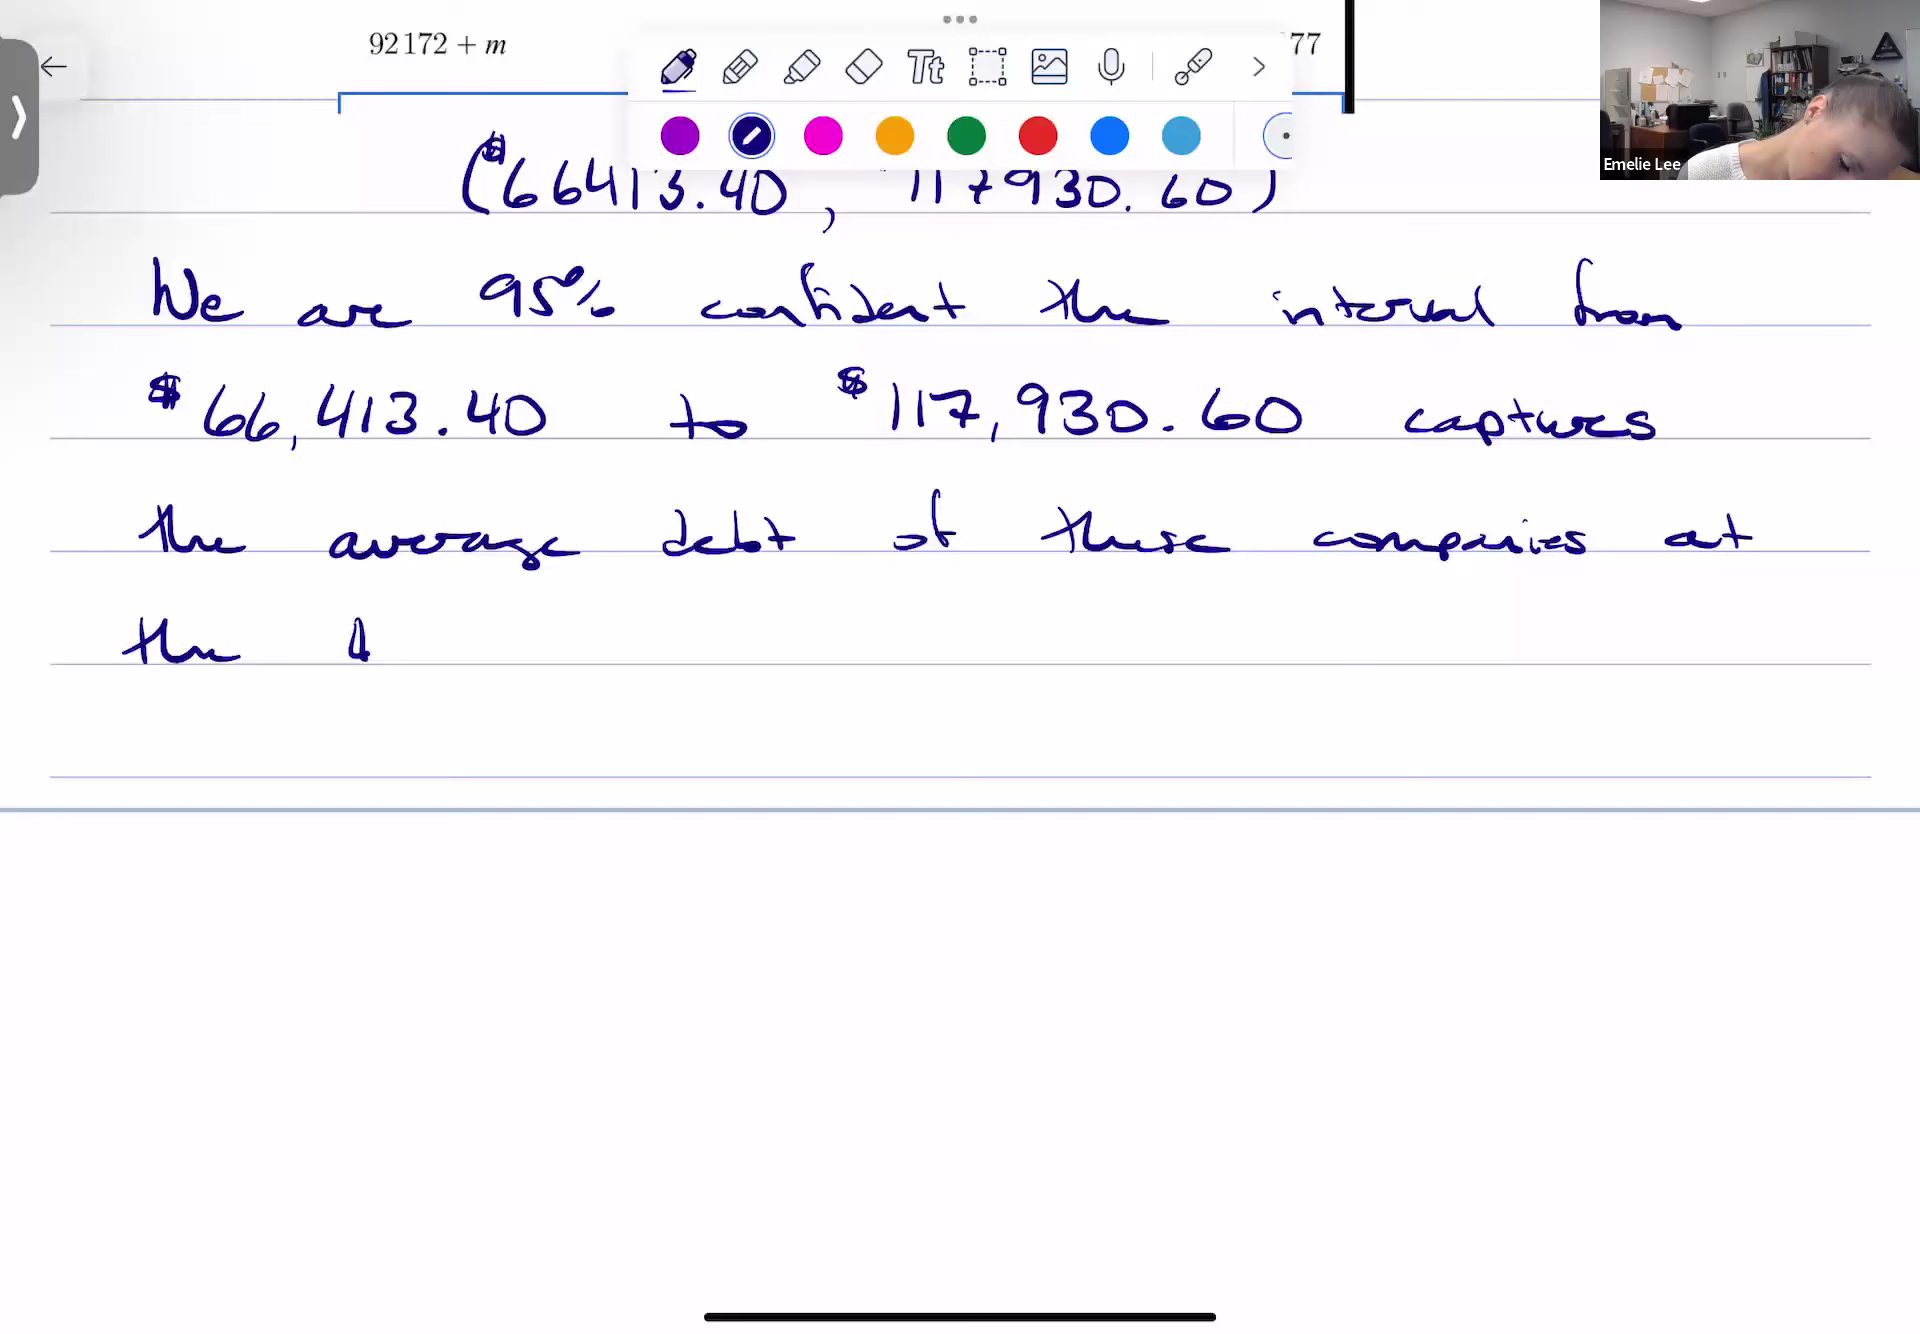 92172 + m
77
Tt
Emelie Lee
($66413.40, 117930.60)
We are 95% confident the interval from
$66,413.40 to $117,930.60 captures
the average debt of these companies at
the